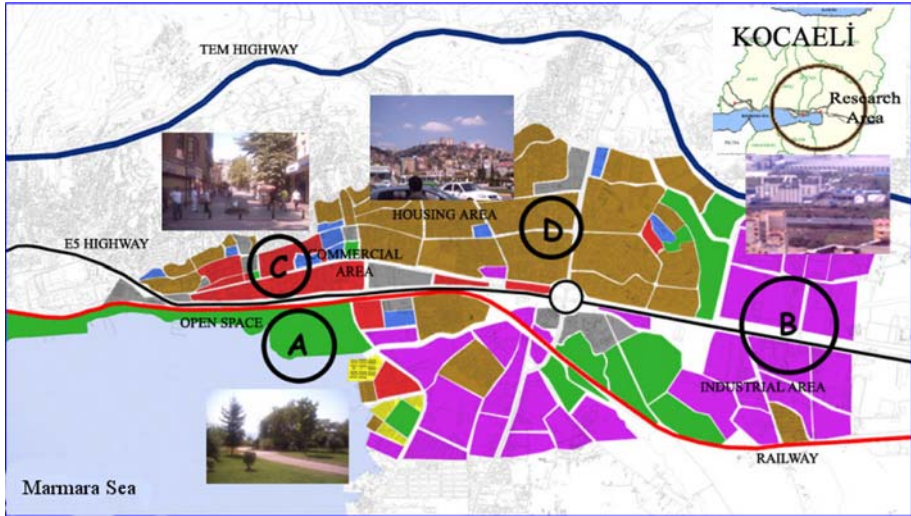 TEM HIGHWAY
KOCAELİ
Research
Area
HOUSING AREA
D
E5 HIGHWAY
C
COMMERCIAL
AREA
OPEN SPACE
A
B
INDUSTRIAL AREA
RAILWAY
Marmara Sea